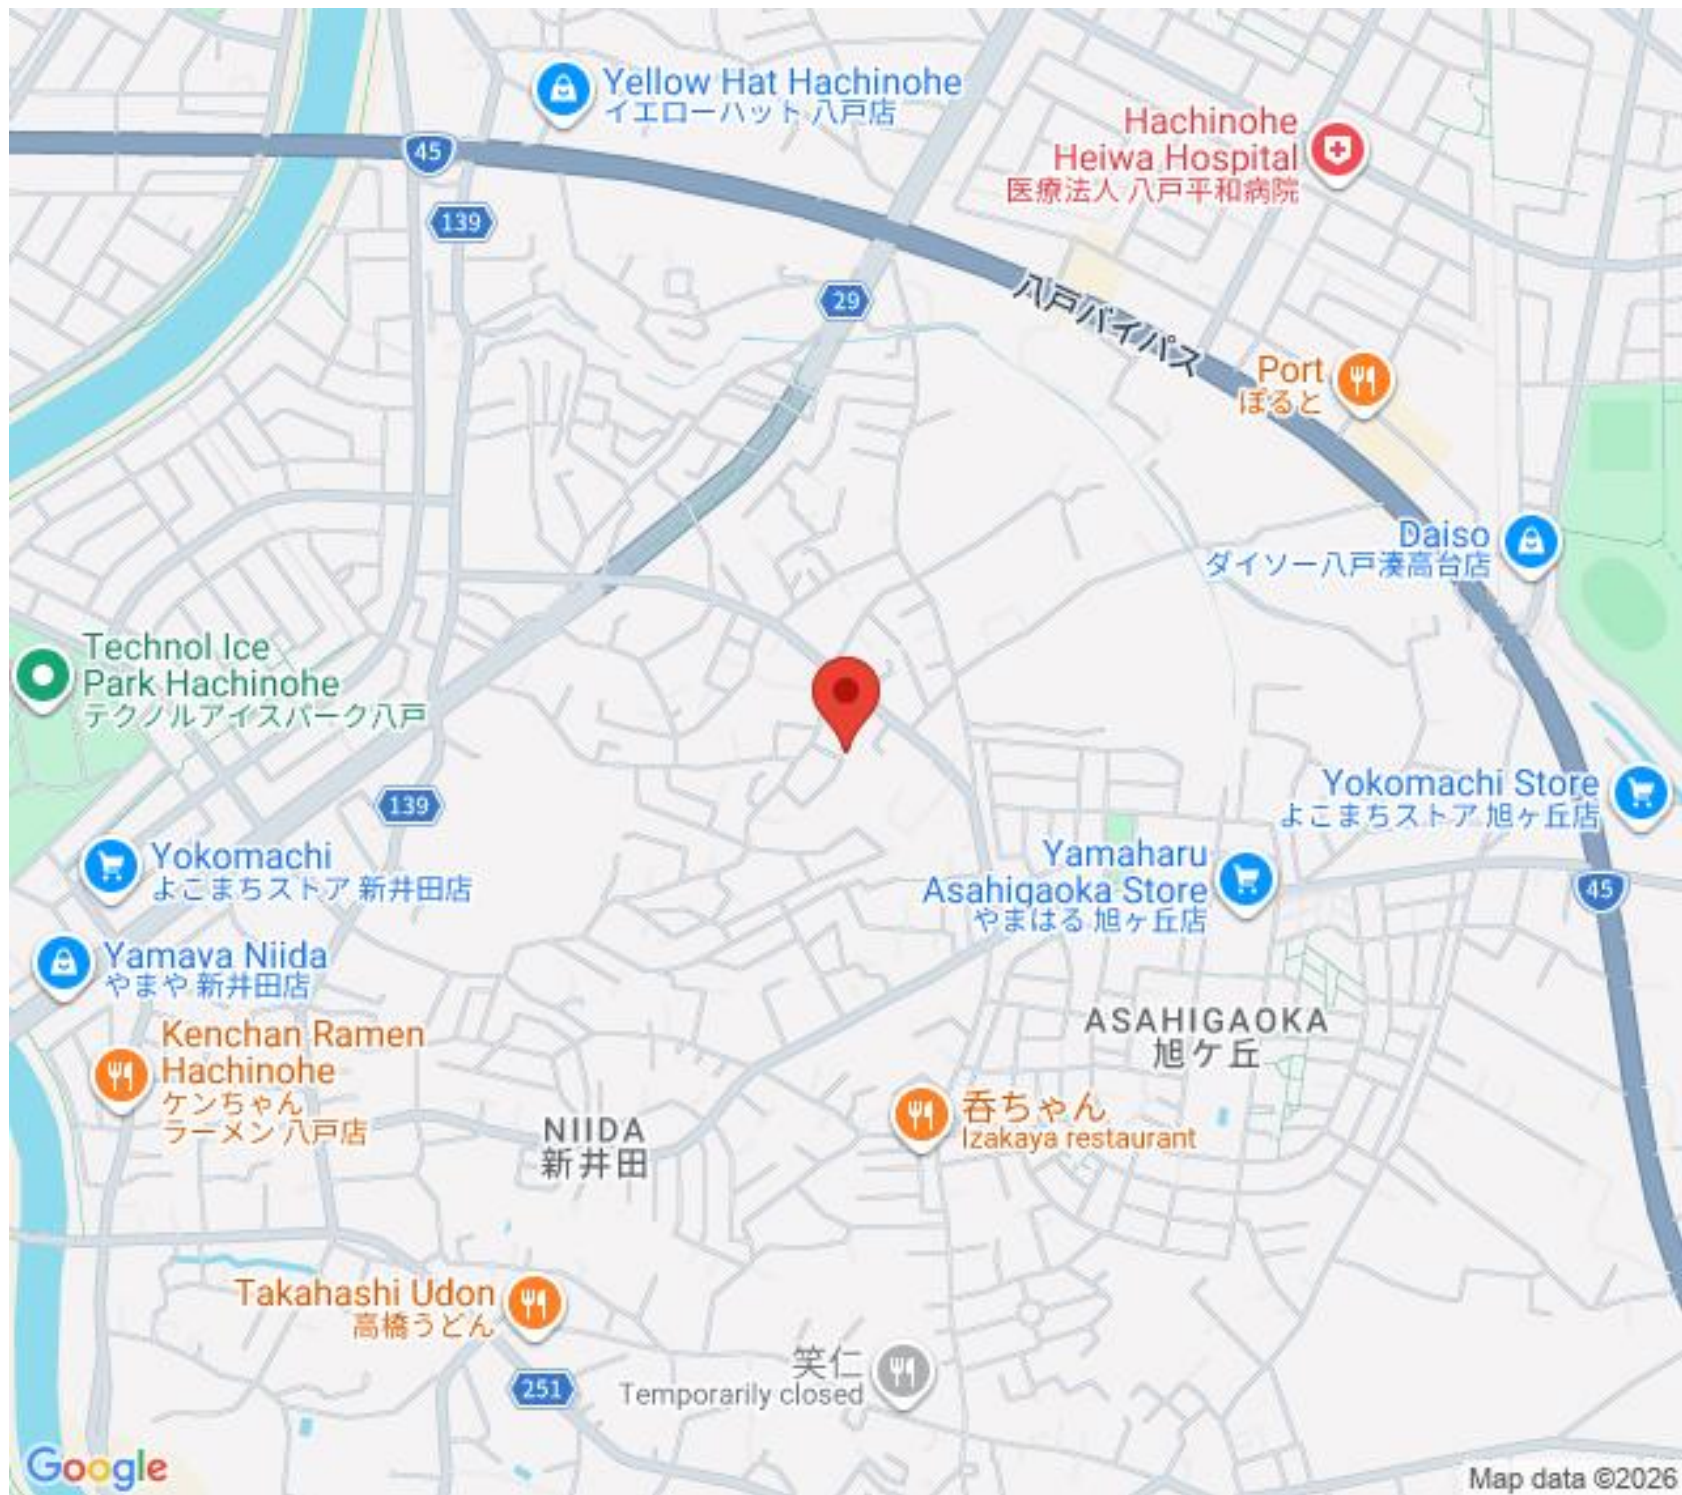 Yellow Hat Hachinohe
イエローハット 八戸店
45
Hachinohe
Heiwa Hospital
医療法人 八戸平和病院
139
29
八戸バイパス
Port
ぽると
Daiso
ダイソー八戸湊高台店
Technol Ice
Park Hachinohe
テクノルアイスパーク八戸
139
Yokomachi Store
よこまちストア 旭ヶ丘店
Yokomachi
よこまちストア 新井田店
Yamaharu
Asahigaoka Store
やまはる 旭ヶ丘店
45
Yamava Niida
やまや 新井田店
ASAHIGAOKA
旭ケ丘
Kenchan Ramen
Hachinohe
ケンちゃん
ラーメン 八戸店
呑ちゃん
Izakaya restaurant
NIIDA
新井田
Takahashi Udon
高橋うどん
笑仁
Temporarily closed
251
Google
Map data ©2026